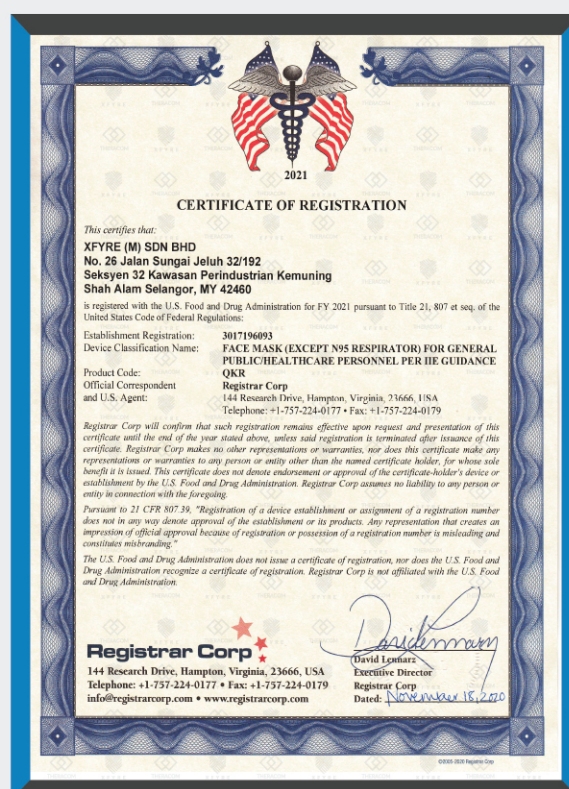 2021
CERTIFICATE OF REGISTRATION
This certifies that:
XFYRE (M) SDN BHD
No. 26 Jalan Sungai Jeluh 32/192
Seksyen 32 Kawasan Perindustrian Kemuning
Shah Alam Selangor, MY 42460
is registered with the U.S. Food and Drug Administration for FY 2021 pursuant to Title 21, 807 et seq. of the
United States Code of Federal Regulations:
Establishment Registration: 3017196093
Device Classification Name: FACE MASK (EXCEPT N95 RESPIRATOR) FOR GENERAL
PUBLIC/HEALTHCARE PERSONNEL PER IIE GUIDANCE
Product Code: QKR
Official Correspondent Registrar Corp
and U.S. Agent: 144 Research Drive, Hampton, Virginia, 23666, USA
Telephone: +1-757-224-0177 • Fax: +1-757-224-0179
Registrar Corp will confirm that such registration remains effective upon request and presentation of this
certificate until the end of the year stated above, unless said registration is terminated after issuance of this
certificate. Registrar Corp makes no other representations or warranties, nor does this certificate make any
representations or warranties to any person or entity other than the named certificate holder, for whose sole
benefit it is issued. This certificate does not denote endorsement or approval of the certificate-holder's device or
establishment by the U.S. Food and Drug Administration. Registrar Corp assumes no liability to any person or
entity in connection with the foregoing.
Pursuant to 21 CFR 807.39, "Registration of a device establishment or assignment of a registration number
does not in any way denote approval of the establishment or its products. Any representation that creates an
impression of official approval because of registration or possession of a registration number is misleading and
constitutes misbranding."
The U.S. Food and Drug Administration does not issue a certificate of registration, nor does the U.S. Food and
Drug Administration recognize a certificate of registration. Registrar Corp is not affiliated with the U.S. Food
and Drug Administration.
Registrar Corp
144 Research Drive, Hampton, Virginia, 23666, USA
Telephone: +1-757-224-0177 • Fax: +1-757-224-0179
info@registrarcorp.com • www.registrarcorp.com
David Lennarz
David Lennarz
Executive Director
Registrar Corp
Dated: November 18, 2020
©2003-2020 Registrar Corp